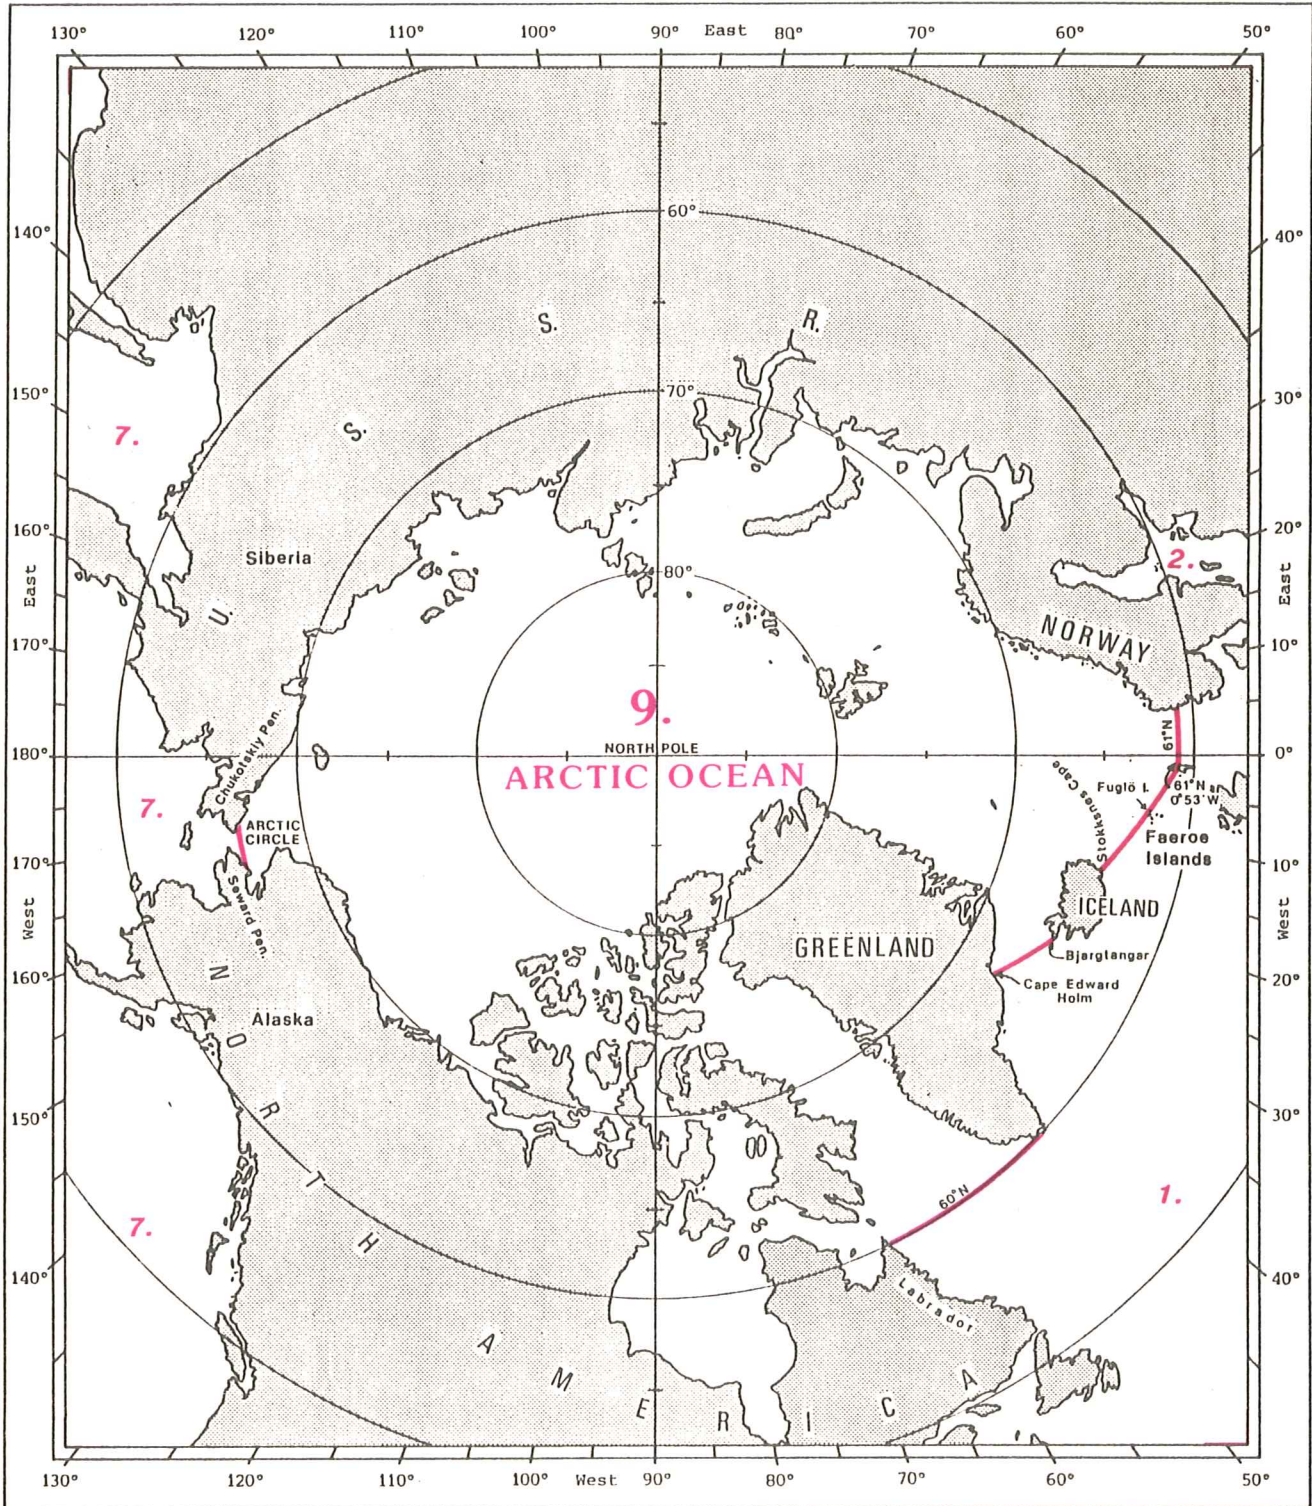 130° 120° 110° 100° 90° East 80° 70° 60° 50°
60°
140°
40°
S.
R.
70°
150°
30°
7.
S.
160°
20°
Siberia
2.
80°
East
East
U.
NORWAY
170°
10°
9.
Chukotskiy Pen.
61°N
NORTH POLE
180°
0°
ARCTIC OCEAN
Stokksnes Cape
Fuglö I.
61°N
0°53'W
7.
ARCTIC
CIRCLE
Faeroe
Islands
170°
10°
Seward Pen.
ICELAND
West
West
GREENLAND
Bjargtangar
160°
20°
Cape Edward
Holm
Alaska
150°
30°
60°N
1.
7.
140°
40°
Labrador
NORTH AMERICA
130° 120° 110° 100° West 90° 80° 70° 60° 50°